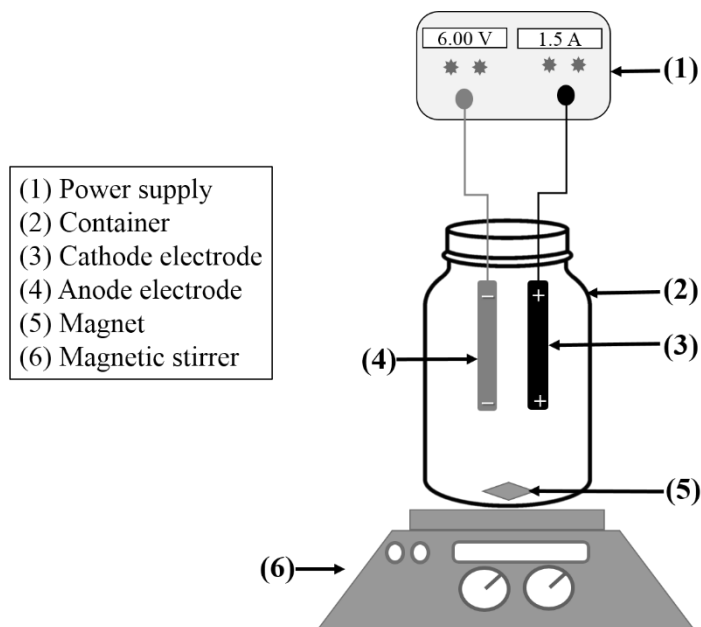 6.00 V 1.5 A
(1)
(1) Power supply
(2) Container
(3) Cathode electrode
(4) Anode electrode
(5) Magnet
(6) Magnetic stirrer
− +
(2)
(4)
(3)
− +
(5)
(6)